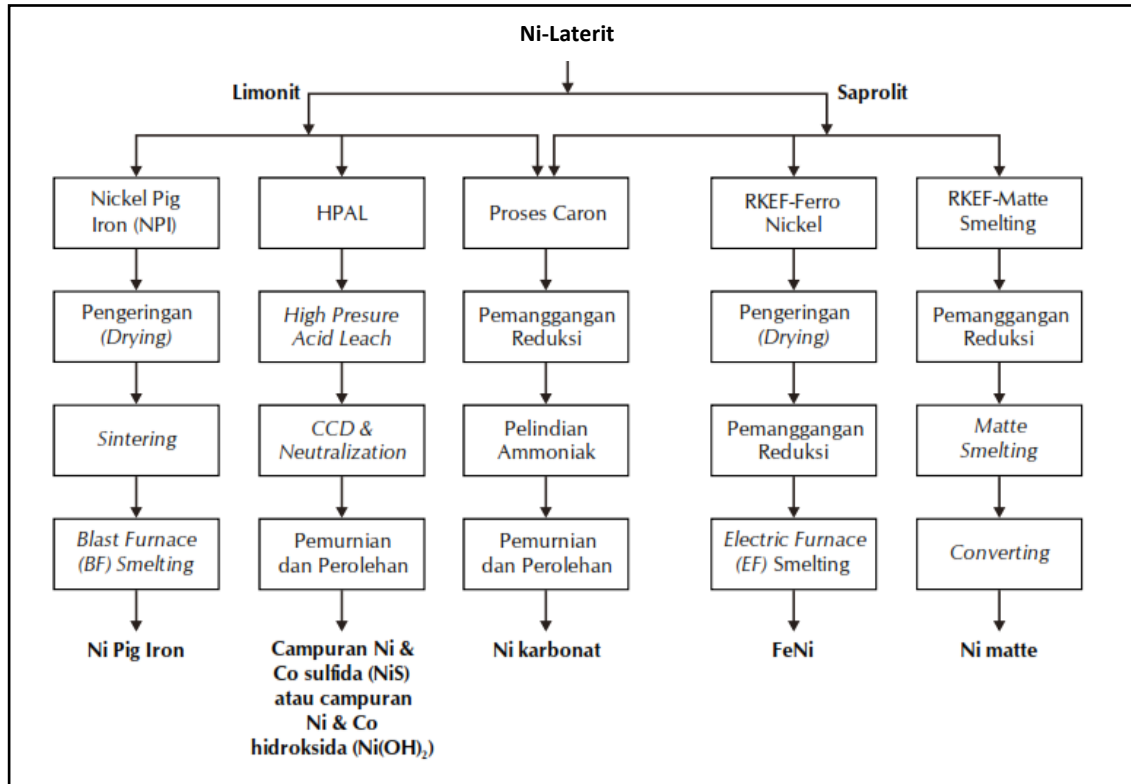 Ni-Laterit
Limonit
Saprolit
Nickel Pig
Iron (NPI)
HPAL
Proses Caron
RKEF-Ferro
Nickel
RKEF-Matte
Smelting
Pengeringan
(Drying)
High Presure
Acid Leach
Pemanggangan
Reduksi
Pengeringan
(Drying)
Pemanggangan
Reduksi
Sintering
CCD &
Neutralization
Pelindian
Ammoniak
Pemanggangan
Reduksi
Matte
Smelting
Blast Furnace
(BF) Smelting
Pemurnian
dan Perolehan
Pemurnian
dan Perolehan
Electric Furnace
(EF) Smelting
Converting
Ni Pig Iron
Campuran Ni &
Co sulfida (NiS)
atau campuran
Ni & Co
hidroksida (Ni(OH)₂)
Ni karbonat
FeNi
Ni matte